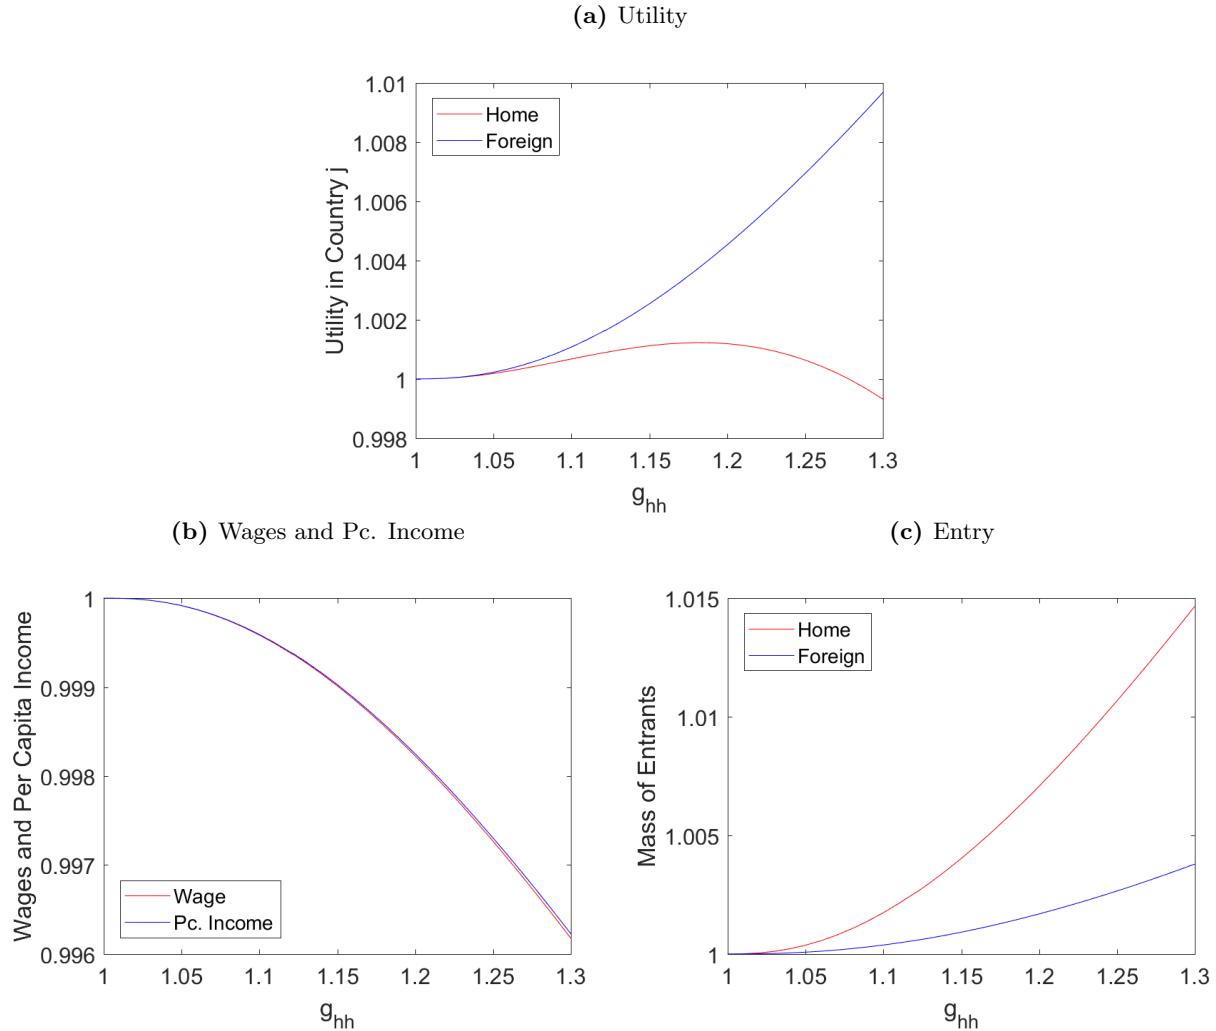 (a) Utility
1.01
1.008
1.006
1.004
1.002
1
0.998
Utility in Country j
Home
Foreign
1 1.05 1.1 1.15 1.2 1.25 1.3
g_hh
(b) Wages and Pc. Income
1
0.999
0.998
0.997
0.996
Wages and Per Capita Income
Wage
Pc. Income
1 1.05 1.1 1.15 1.2 1.25 1.3
g_hh
(c) Entry
1.015
1.01
1.005
1
Mass of Entrants
Home
Foreign
1 1.05 1.1 1.15 1.2 1.25 1.3
g_hh